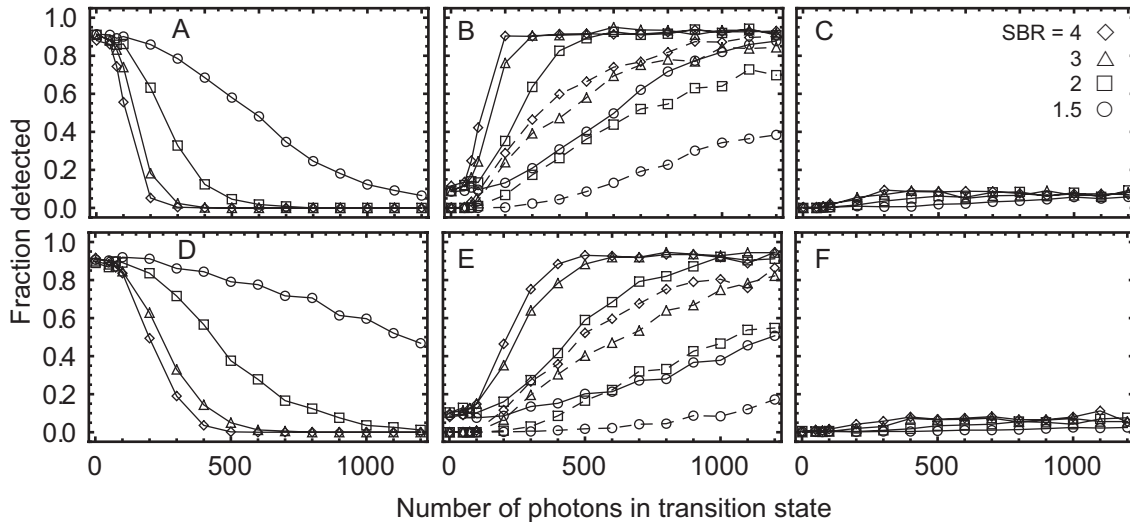 A
B
C
SBR = 4
3
2
1.5
1.0
0.8
0.6
0.4
0.2
0.0
Fraction detected
D
E
F
1.0
0.8
0.6
0.4
0.2
0.0
0 500 1000 0 500 1000 0 500 1000
Number of photons in transition state